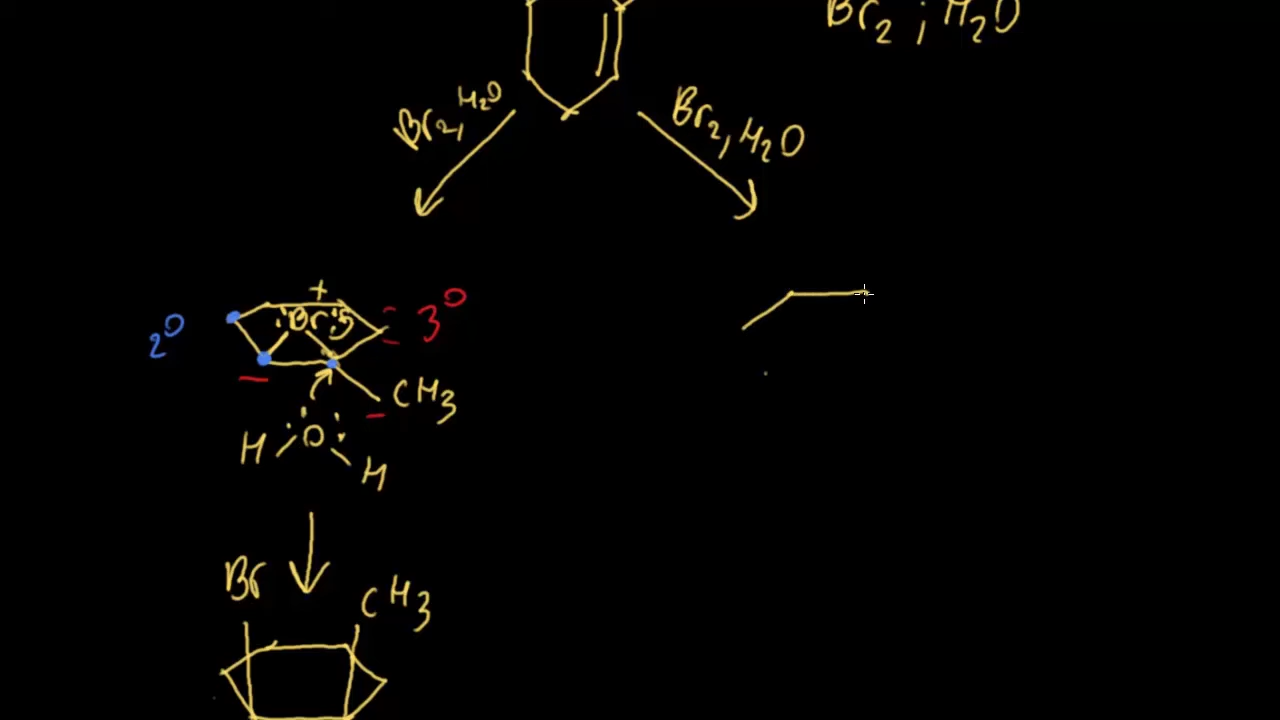 Br2 ; H2O
Br2, H2O
Br2, H2O
+
:Br:
3°
2°
CH3
:O:
H
H
Br
CH3